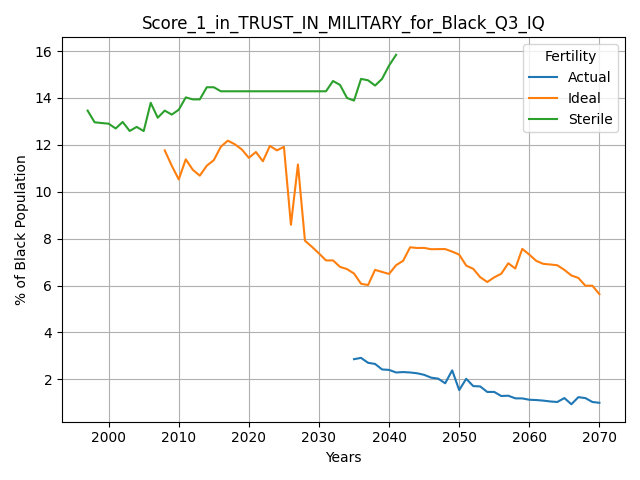 Score_1_in_TRUST_IN_MILITARY_for_Black_Q3_IQ
Fertility
Actual
Ideal
Sterile
% of Black Population
16
14
12
10
8
6
4
2
2000 2010 2020 2030 2040 2050 2060 2070
Years